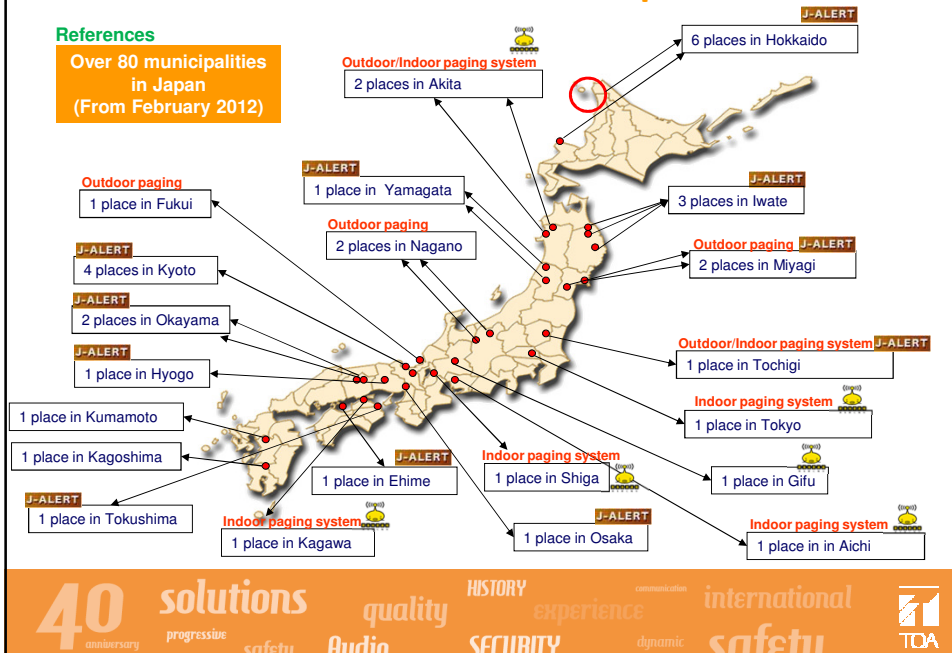 References
Over 80 municipalities
in Japan
(From February 2012)
J-ALERT
6 places in Hokkaido
Outdoor/Indoor paging system
2 places in Akita
J-ALERT
1 place in Yamagata
J-ALERT
3 places in Iwate
Outdoor paging
1 place in Fukui
Outdoor paging
2 places in Nagano
Outdoor paging J-ALERT
2 places in Miyagi
J-ALERT
4 places in Kyoto
J-ALERT
2 places in Okayama
Outdoor/Indoor paging system J-ALERT
1 place in Tochigi
J-ALERT
1 place in Hyogo
Indoor paging system
1 place in Tokyo
1 place in Kumamoto
1 place in Kagoshima
J-ALERT
1 place in Ehime
Indoor paging system
1 place in Shiga
1 place in Gifu
J-ALERT
1 place in Tokushima
Indoor paging system
1 place in Kagawa
J-ALERT
1 place in Osaka
Indoor paging system
1 place in in Aichi
40
anniversary
solutions
progressive
safety
quality
Audio
HISTORY
experience
SECURITY
communication
dynamic
international
safety
TOA